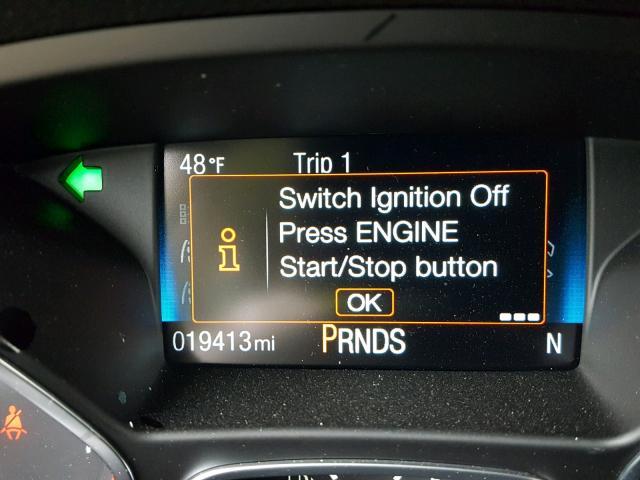 48°F Trip 1
Switch Ignition Off
Press ENGINE
Start/Stop button
OK
019413mi PRNDS N